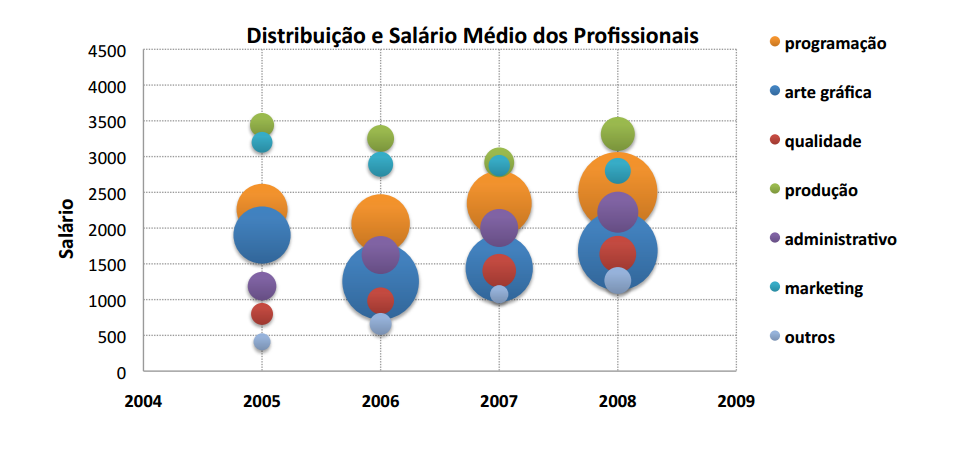 Distribuição e Salário Médio dos Profissionais
4500
4000
3500
3000
2500
2000
1500
1000
500
0
Salário
2004 2005 2006 2007 2008 2009
programação
arte gráfica
qualidade
produção
administrativo
marketing
outros